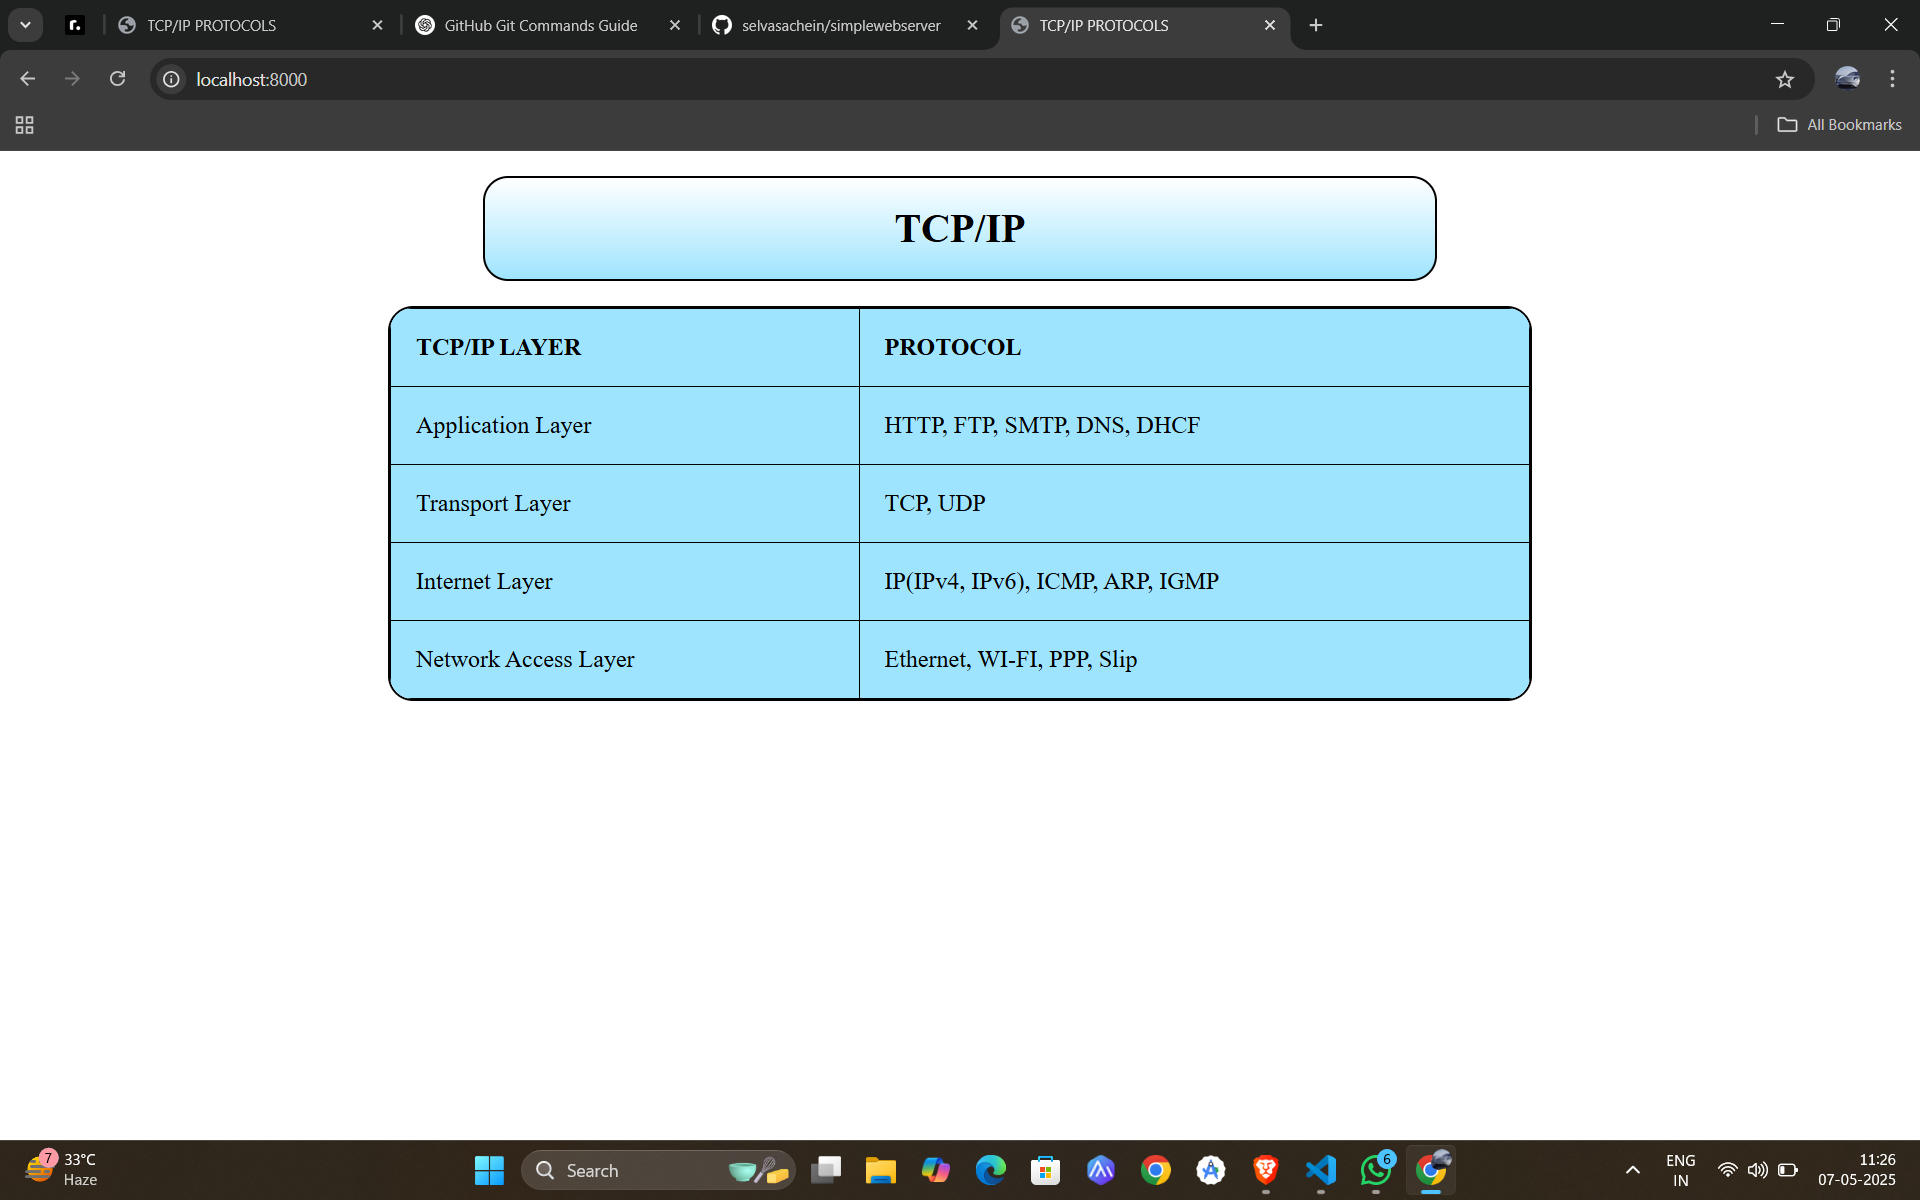 TCP/IP PROTOCOLS
GitHub Git Commands Guide
selvasachein/simplewebserver
TCP/IP PROTOCOLS
localhost:8000
All Bookmarks
TCP/IP
TCP/IP LAYER PROTOCOL
Application Layer HTTP, FTP, SMTP, DNS, DHCF
Transport Layer TCP, UDP
Internet Layer IP(IPv4, IPv6), ICMP, ARP, IGMP
Network Access Layer Ethernet, WI-FI, PPP, Slip
7
33°C
Haze
Search
6
ENG
IN
11:26
07-05-2025